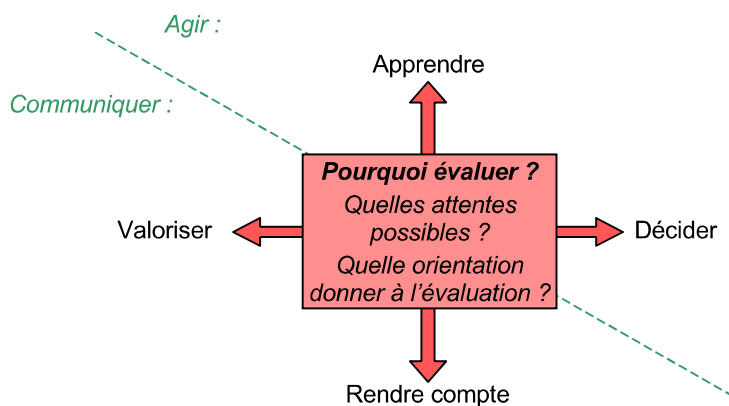 Agir :
Apprendre
Communiquer :
Pourquoi évaluer ?
Quelles attentes
possibles ?
Quelle orientation
donner à l’évaluation ?
Valoriser
Décider
Rendre compte